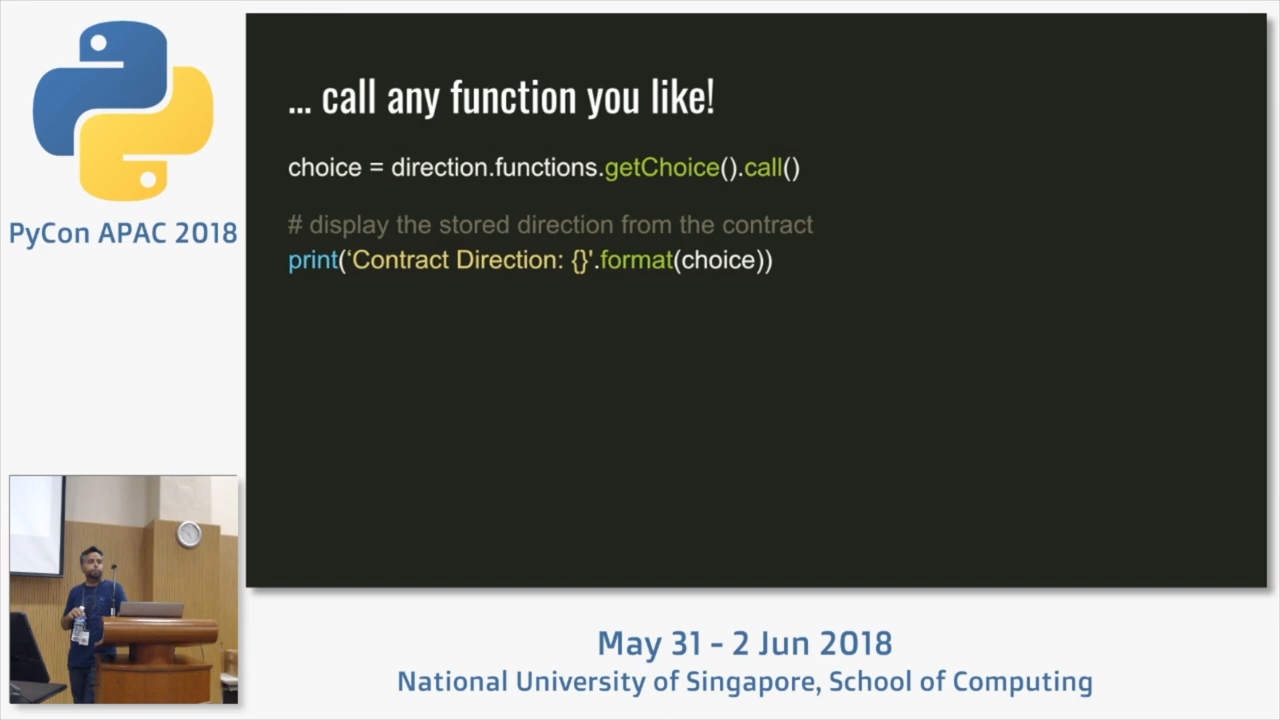 PyCon APAC 2018
... call any function you like!
choice = direction.functions.getChoice().call()
# display the stored direction from the contract
print(‘Contract Direction: {}'.format(choice))
May 31 - 2 Jun 2018
National University of Singapore, School of Computing